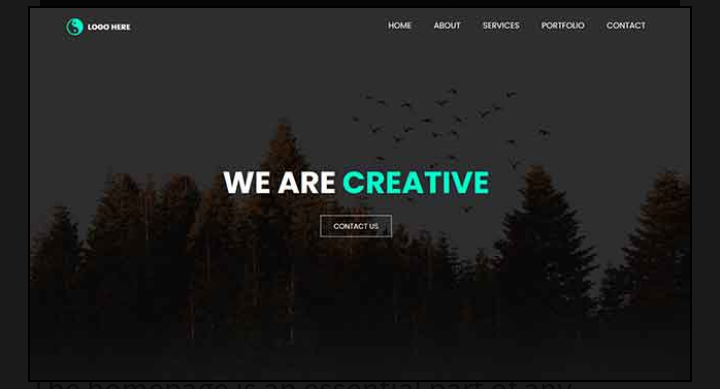 LOGO HERE
HOME ABOUT SERVICES PORTFOLIO CONTACT
WE ARE CREATIVE
CONTACT US
The homepage is an essential part of any